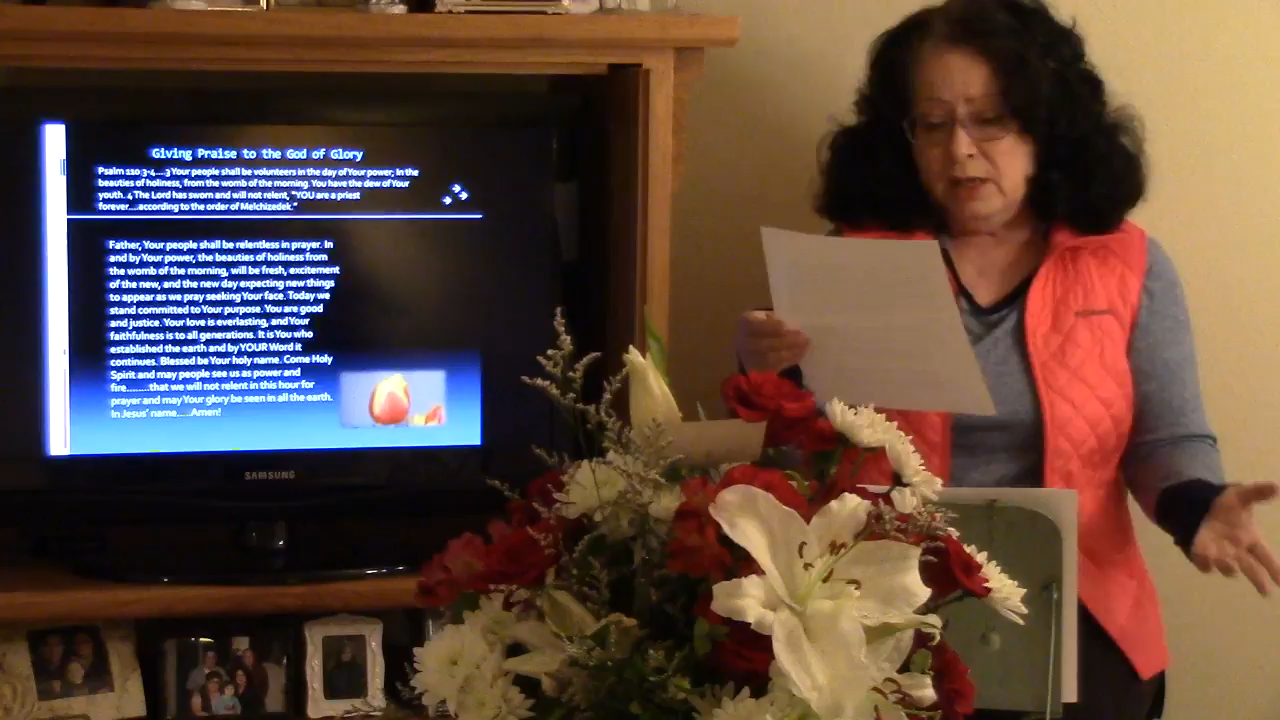 Giving Praise to the God of Glory
Psalm 110 3-4....3 Your people shall be volunteers in the day of Your power; In the
beauties of holiness, from the womb of the morning. You have the dew of Your
youth. 4 The Lord has sworn and will not relent, "YOU are a priest
forever....according to the order of Melchizedek."
Father, Your people shall be relentless in prayer. In
and by Your power, the beauties of holiness from
the womb of the morning, will be fresh, excitement
of the new, and the new day expecting new things
to appear as we pray seeking Your face. Today we
stand committed to Your purpose. You are good
and justice. Your love is everlasting, and Your
faithfulness is to all generations. It is You who
established the earth and by YOUR Word it
continues. Blessed be Your holy name. Come Holy
Spirit and may people see us as power and
fire........that we will not relent in this hour for
prayer and may Your glory be seen in all the earth.
In Jesus' name.....Amen!
SAMSUNG